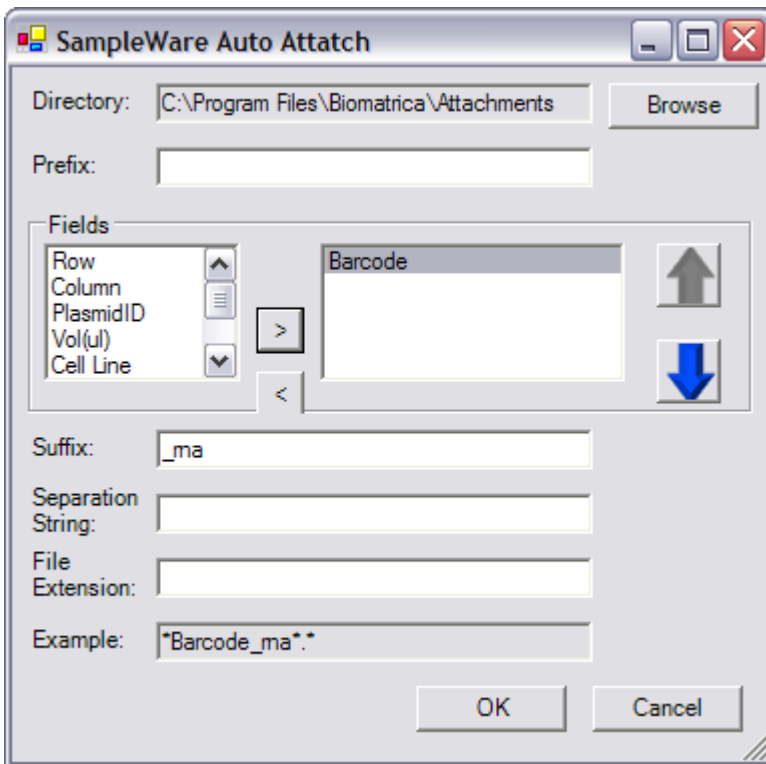 SampleWare Auto Attatch
Directory: C:\Program Files\Biomatrica\Attachments Browse
Prefix:
Fields
Row
Column
PlasmidID
Vol(ul)
Cell Line
>
<
Barcode
Suffix: _ma
Separation
String:
File
Extension:
Example: *Barcode_ma*.*
OK Cancel